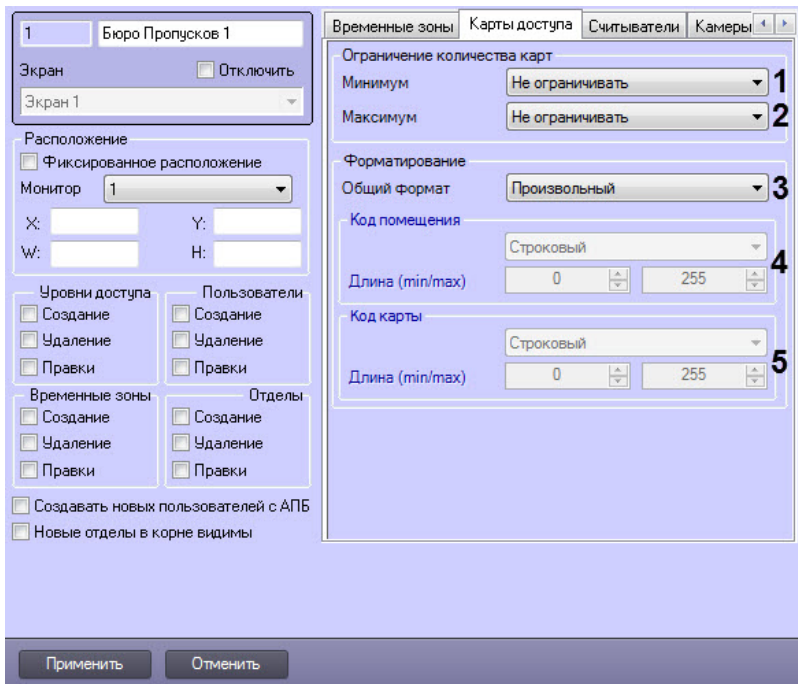 1 Бюро Пропусков 1
Экран Отключить
Экран 1
Расположение
Фиксированное расположение
Монитор 1
X: Y:
W: H:
Уровни доступа Пользователи
Создание Создание
Удаление Удаление
Правки Правки
Временные зоны Отделы
Создание Создание
Удаление Удаление
Правки Правки
Создавать новых пользователей с АПБ
Новые отделы в корне видимы
Временные зоны Карты доступа Считыватели Камеры
Ограничение количества карт
Минимум Не ограничивать 1
Максимум Не ограничивать 2
Форматирование
Общий формат Произвольный 3
Код помещения
Строковый
4
Длина (min/max) 0 255
Код карты
Строковый
5
Длина (min/max) 0 255
Применить Отменить